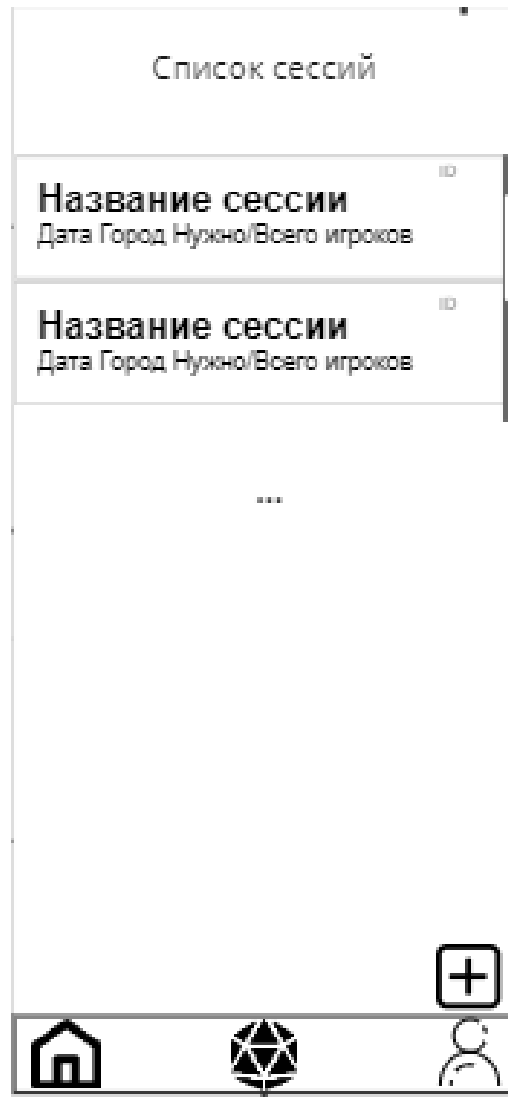 Список сессий
ID
Название сессии
Дата Город Нужно/Всего игроков
ID
Название сессии
Дата Город Нужно/Всего игроков
...